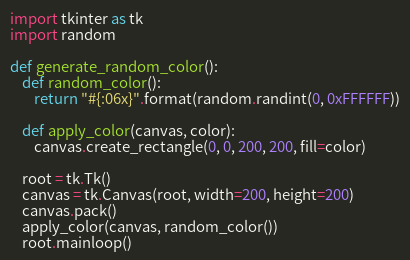 import tkinter as tk
import random

def generate_random_color():
    def random_color():
        return "#{:06x}".format(random.randint(0, 0xFFFFFF))

    def apply_color(canvas, color):
        canvas.create_rectangle(0, 0, 200, 200, fill=color)

    root = tk.Tk()
    canvas = tk.Canvas(root, width=200, height=200)
    canvas.pack()
    apply_color(canvas, random_color())
    root.mainloop()